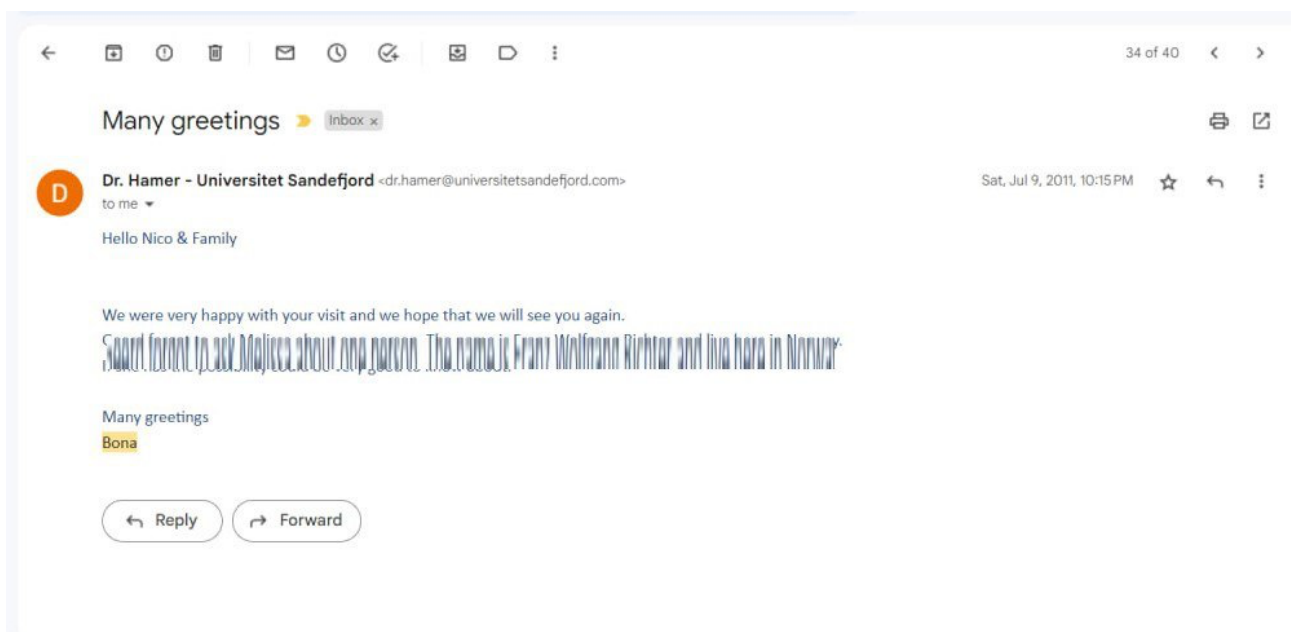 34 of 40
Many greetings Inbox x
Dr. Hamer - Universitet Sandefjord <dr.hamer@universitetsandefjord.com> Sat, Jul 9, 2011, 10:15 PM
D
to me
Hello Nico & Family
We were very happy with your visit and we hope that we will see you again.
forgot to ask Melissa about one person. The name is Franz Wolfgang Richter and live here in Norway.
Many greetings
Bona
Reply Forward